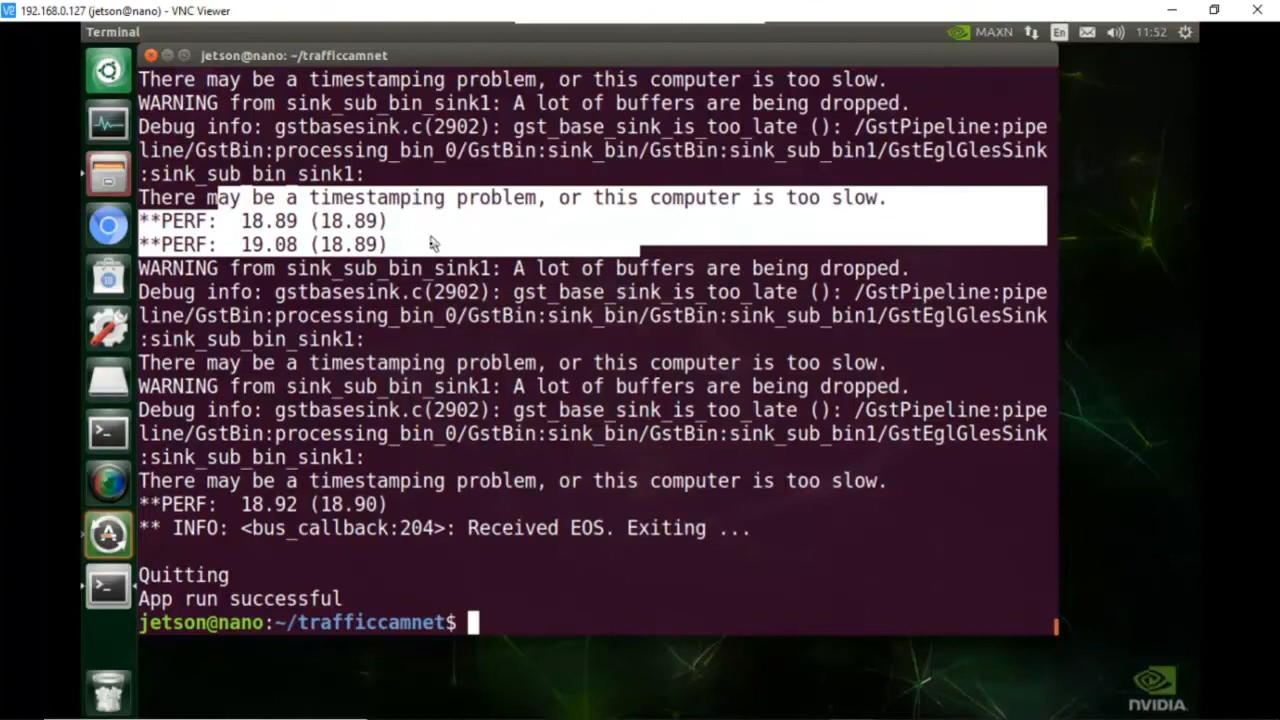 192.168.0.127 (jetson@nano) - VNC Viewer
Terminal
MAXN
En
11:52
jetson@nano: ~/trafficcamnet
There may be a timestamping problem, or this computer is too slow.
WARNING from sink_sub_bin_sink1: A lot of buffers are being dropped.
Debug info: gstbasesink.c(2902): gst_base_sink_is_too_late (): /GstPipeline:pipe
line/GstBin:processing_bin_0/GstBin:sink_bin/GstBin:sink_sub_bin1/GstEglGlesSink
:sink_sub_bin_sink1:
There may be a timestamping problem, or this computer is too slow.
**PERF:  18.89 (18.89)
**PERF:  19.08 (18.89)
WARNING from sink_sub_bin_sink1: A lot of buffers are being dropped.
Debug info: gstbasesink.c(2902): gst_base_sink_is_too_late (): /GstPipeline:pipe
line/GstBin:processing_bin_0/GstBin:sink_bin/GstBin:sink_sub_bin1/GstEglGlesSink
:sink_sub_bin_sink1:
There may be a timestamping problem, or this computer is too slow.
WARNING from sink_sub_bin_sink1: A lot of buffers are being dropped.
Debug info: gstbasesink.c(2902): gst_base_sink_is_too_late (): /GstPipeline:pipe
line/GstBin:processing_bin_0/GstBin:sink_bin/GstBin:sink_sub_bin1/GstEglGlesSink
:sink_sub_bin_sink1:
There may be a timestamping problem, or this computer is too slow.
**PERF:  18.92 (18.90)
** INFO: <bus_callback:204>: Received EOS. Exiting ...
Quitting
App run successful
jetson@nano:~/trafficcamnet$
NVIDIA.